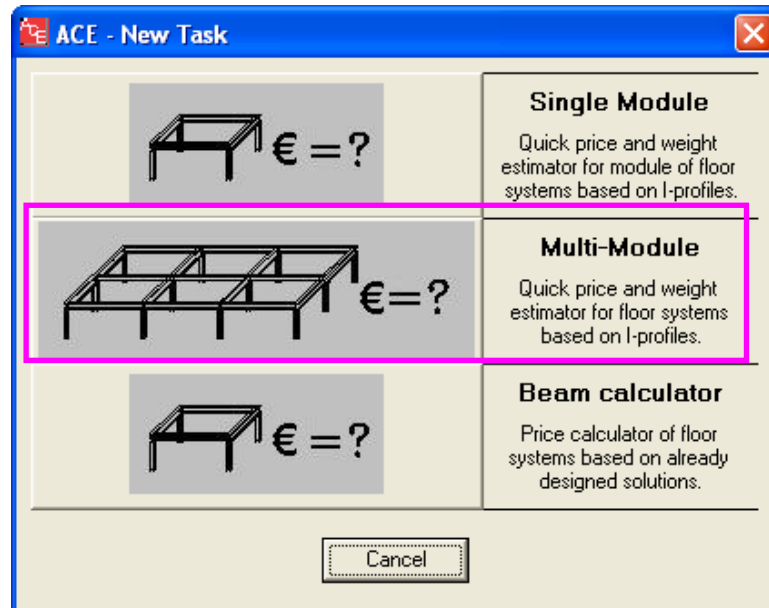 ACE
ACE - New Task
€ = ?
Single Module
Quick price and weight
estimator for module of floor
systems based on I-profiles.
€=?
Multi-Module
Quick price and weight
estimator for floor systems
based on I-profiles.
€ = ?
Beam calculator
Price calculator of floor
systems based on already
designed solutions.
Cancel